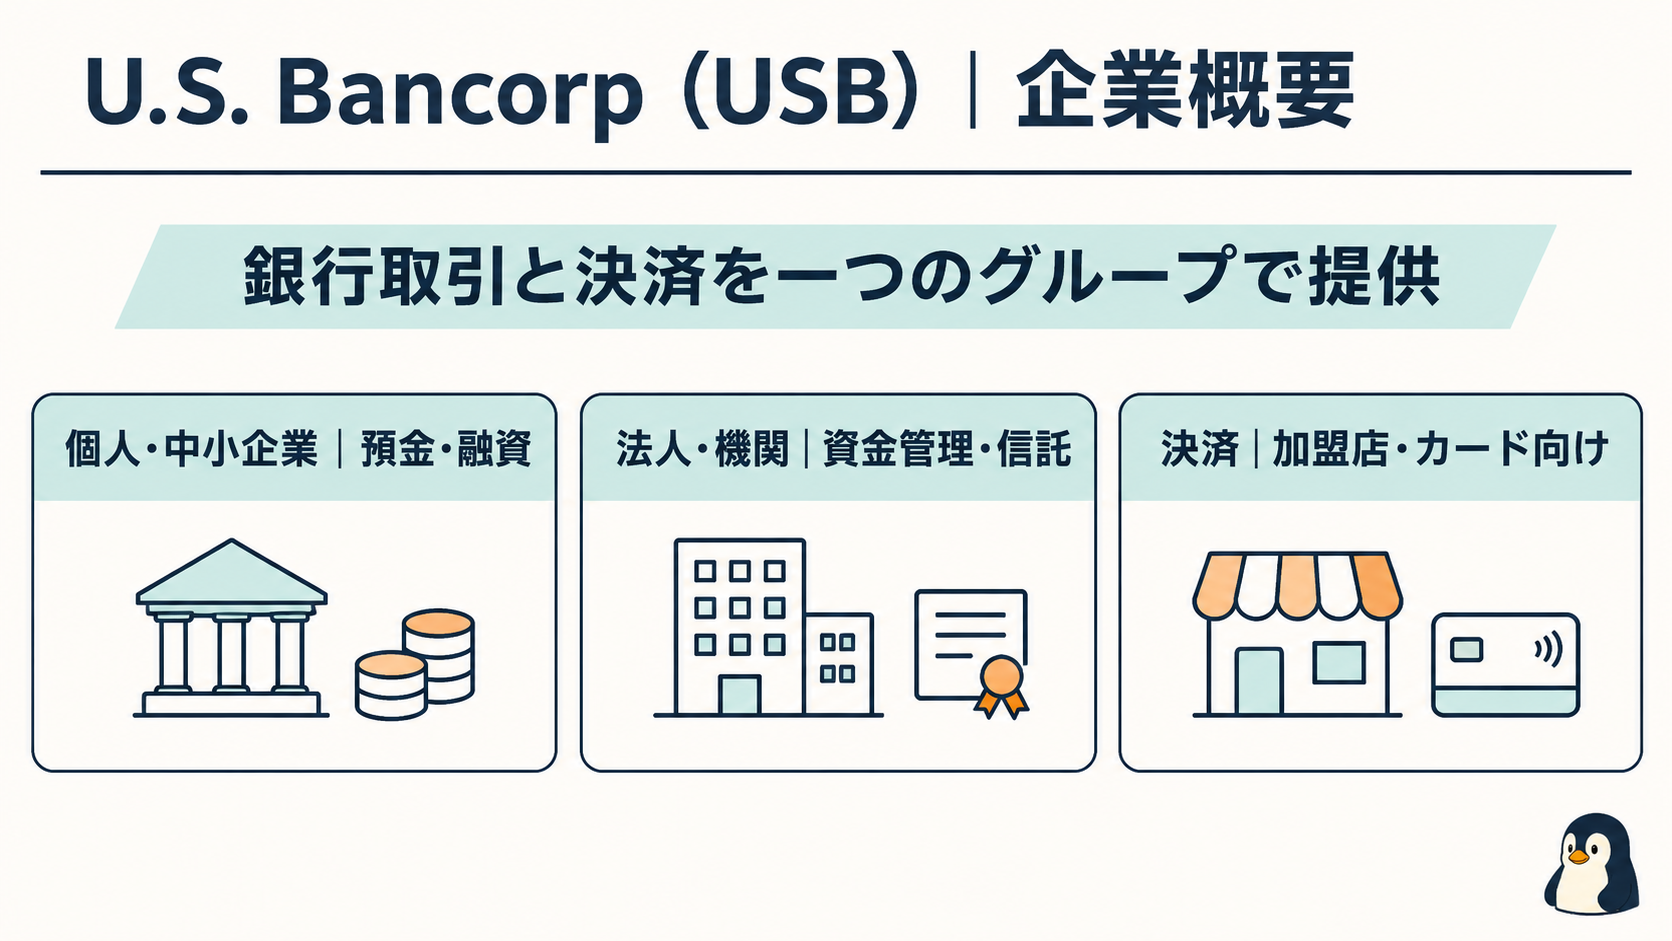 U.S. Bancorp（USB）｜企業概要
銀行取引と決済を一つのグループで提供
個人・中小企業｜預金・融資
法人・機関｜資金管理・信託
決済｜加盟店・カード向け